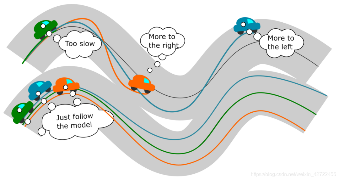 Too slow
More to
the right
More to
the left
Just follow
the model